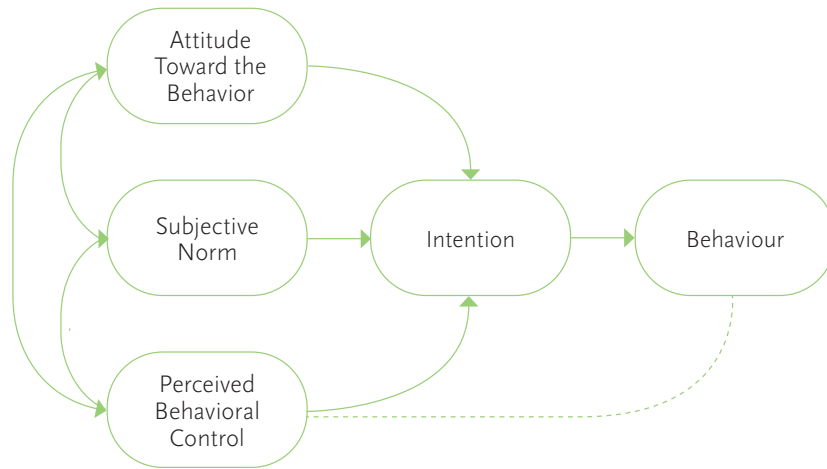 Attitude
Toward the
Behavior
Subjective
Norm
Intention
Behaviour
Perceived
Behavioral
Control